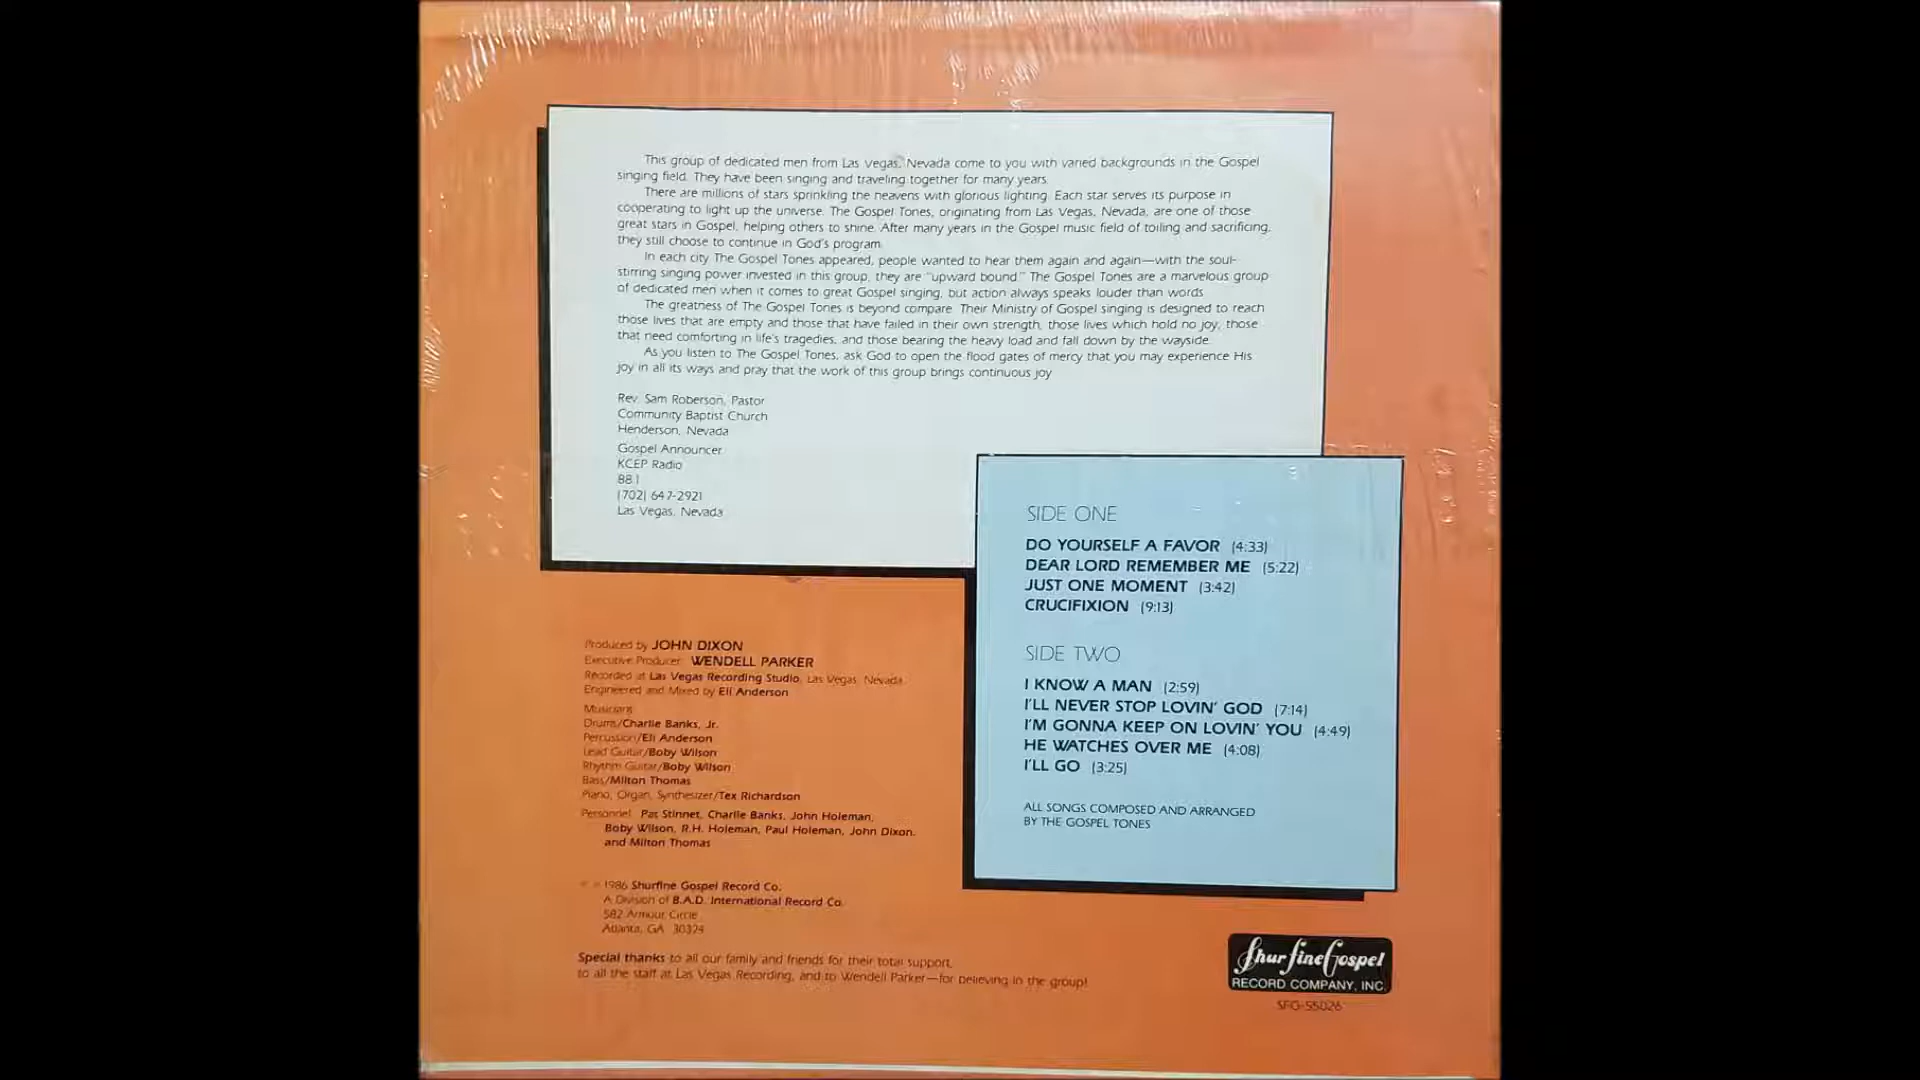 This group of dedicated men from Las Vegas, Nevada come to you with varied backgrounds in the Gospel
singing field. They have been singing and traveling together for many years.
There are millions of stars sprinkling the heavens with glorious lighting. Each star serves its purpose in
cooperating to light up the universe. The Gospel Tones, originating from Las Vegas, Nevada, are one of those
great stars in Gospel, helping others to shine. After many years in the Gospel music field of toiling and sacrificing,
they still choose to continue in God's program.
In each city The Gospel Tones appeared, people wanted to hear them again and again—with the soul-
stirring singing power invested in this group, they are "upward bound." The Gospel Tones are a marvelous group
of dedicated men when it comes to great Gospel singing, but action always speaks louder than words.
The greatness of The Gospel Tones is beyond compare. Their Ministry of Gospel singing is designed to reach
those lives that are empty and those that have failed in their own strength, those lives which hold no joy, those
that need comforting in life's tragedies, and those bearing the heavy load and fall down by the wayside.
As you listen to The Gospel Tones, ask God to open the flood gates of mercy that you may experience His
joy in all its ways and pray that the work of this group brings continuous joy
Rev. Sam Roberson, Pastor
Community Baptist Church
Henderson, Nevada
Gospel Announcer
KCEP Radio
88.1
(702) 647-2921
Las Vegas, Nevada
SIDE ONE
DO YOURSELF A FAVOR (4:33)
DEAR LORD REMEMBER ME (5:22)
JUST ONE MOMENT (3:42)
CRUCIFIXION (9:13)
SIDE TWO
I KNOW A MAN (2:59)
I'LL NEVER STOP LOVIN' GOD (7:14)
I'M GONNA KEEP ON LOVIN' YOU (4:49)
HE WATCHES OVER ME (4:08)
I'LL GO (3:25)
ALL SONGS COMPOSED AND ARRANGED
BY THE GOSPEL TONES
Produced by JOHN DIXON
Executive Producer: WENDELL PARKER
Recorded at Las Vegas Recording Studio, Las Vegas, Nevada
Engineered and Mixed by Eli Anderson
Musicians
Drums/Charlie Banks, Jr.
Percussion/Eli Anderson
Lead Guitar/Boby Wilson
Rhythm Guitar/Boby Wilson
Bass/Milton Thomas
Piano, Organ, Synthesizer/Tex Richardson
Personnel: Pat Stinnet, Charlie Banks, John Holeman,
Boby Wilson, R.H. Holeman, Paul Holeman, John Dixon,
and Milton Thomas
1986 Shurfine Gospel Record Co.
A Division of B.A.D. International Record Co.
582 Armour Circle
Atlanta, GA 30324
Special thanks to all our family and friends for their total support,
to all the staff at Las Vegas Recording, and to Wendell Parker—for believing in the group!
Shurfine Gospel
RECORD COMPANY, INC.
SFG-55026